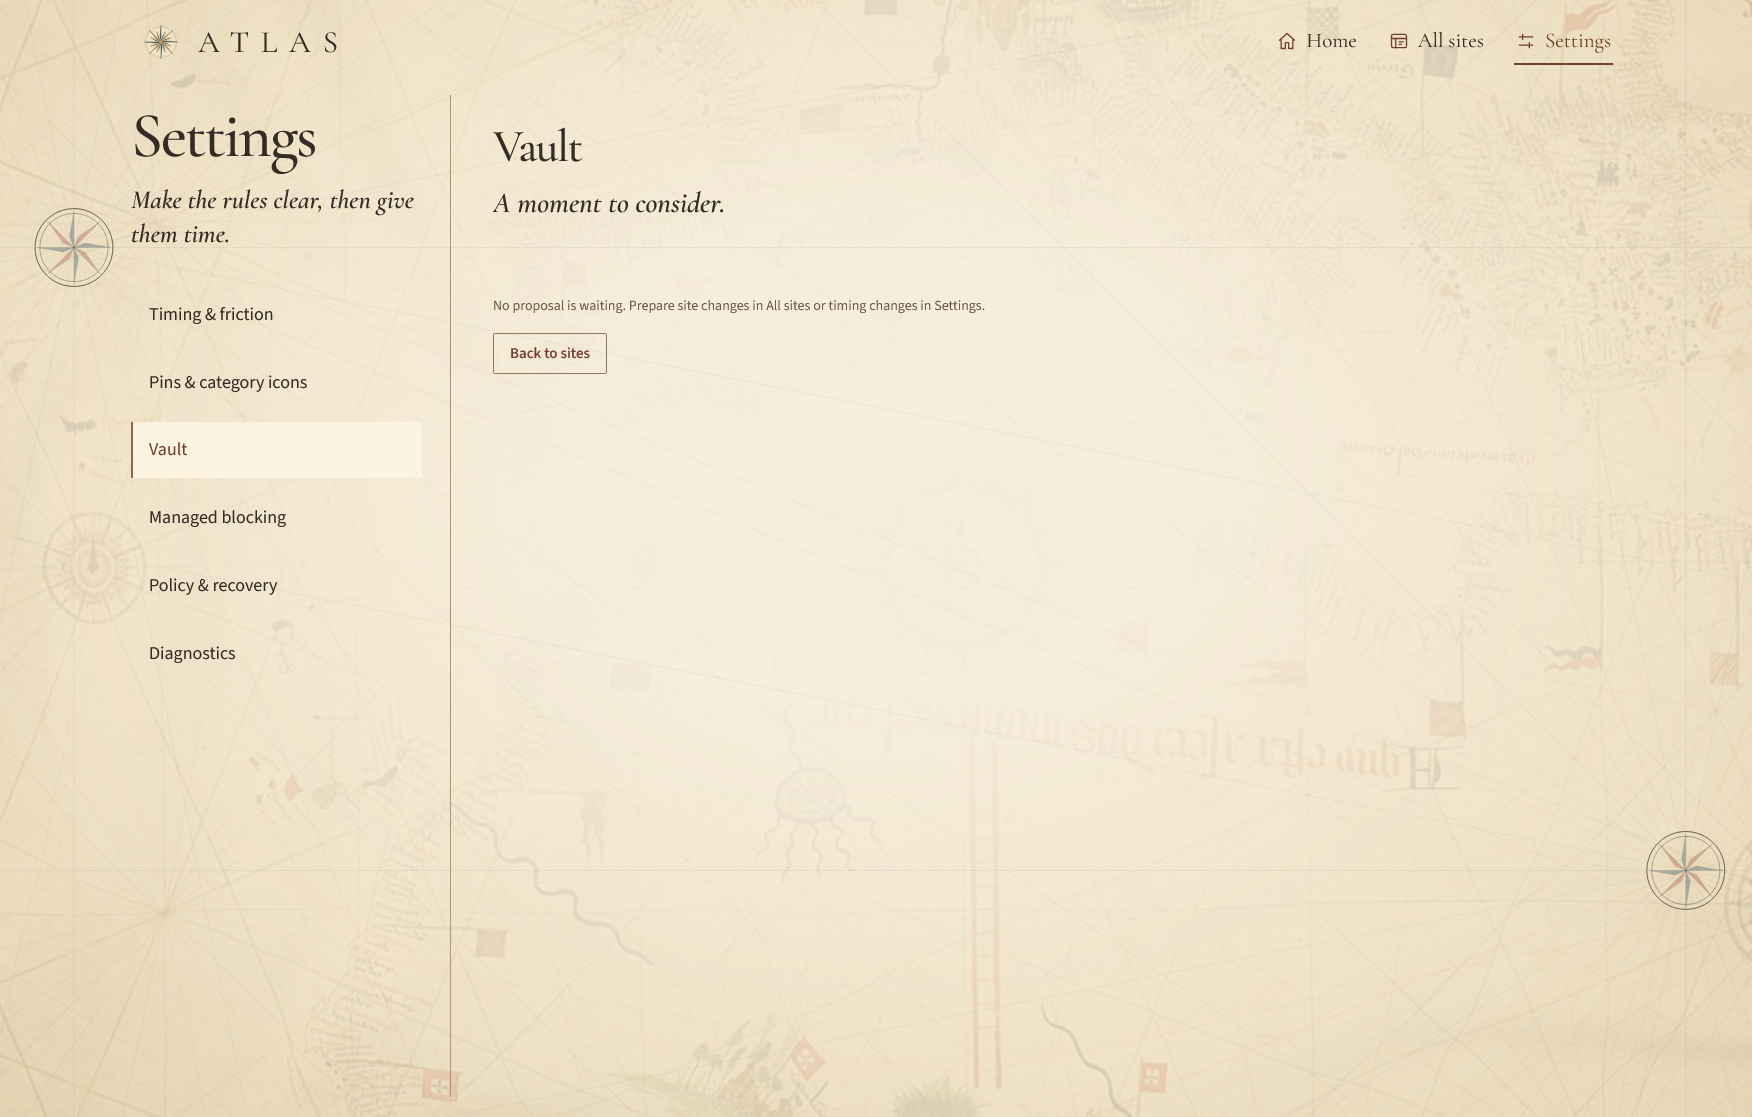 ATLAS
Home
All sites
Settings
Settings
Make the rules clear, then give
them time.
Timing & friction
Pins & category icons
Vault
Managed blocking
Policy & recovery
Diagnostics
Vault
A moment to consider.
No proposal is waiting. Prepare site changes in All sites or timing changes in Settings.
Back to sites